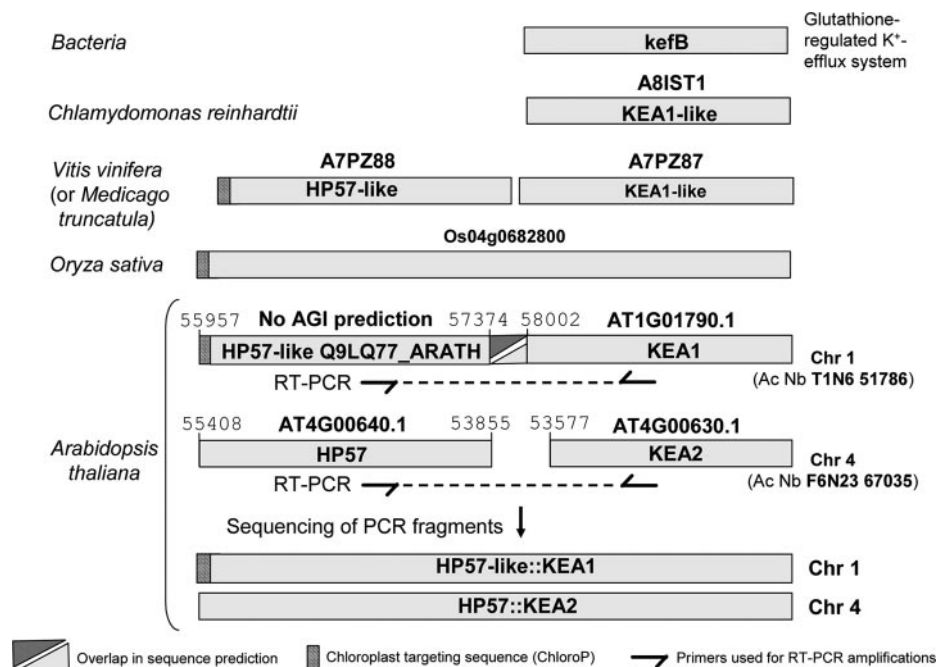 Bacteria
kefB
Glutathione-
regulated K+-
efflux system
A8IST1
Chlamydomonas reinhardtii
KEA1-like
Vitis vinifera
(or Medicago
truncatula)
A7PZ88
A7PZ87
HP57-like
KEA1-like
Os04g0682800
Oryza sativa
55957
No AGI prediction
57374
58002
AT1G01790.1
HP57-like Q9LQ77_ARATH
KEA1
Chr 1
(Ac Nb T1N6 51786)
RT-PCR
55408
AT4G00640.1
53855
53577
AT4G00630.1
Arabidopsis
thaliana
HP57
KEA2
Chr 4
(Ac Nb F6N23 67035)
RT-PCR
Sequencing of PCR fragments
HP57-like::KEA1
Chr 1
HP57::KEA2
Chr 4
Overlap in sequence prediction
Chloroplast targeting sequence (ChloroP)
Primers used for RT-PCR amplifications